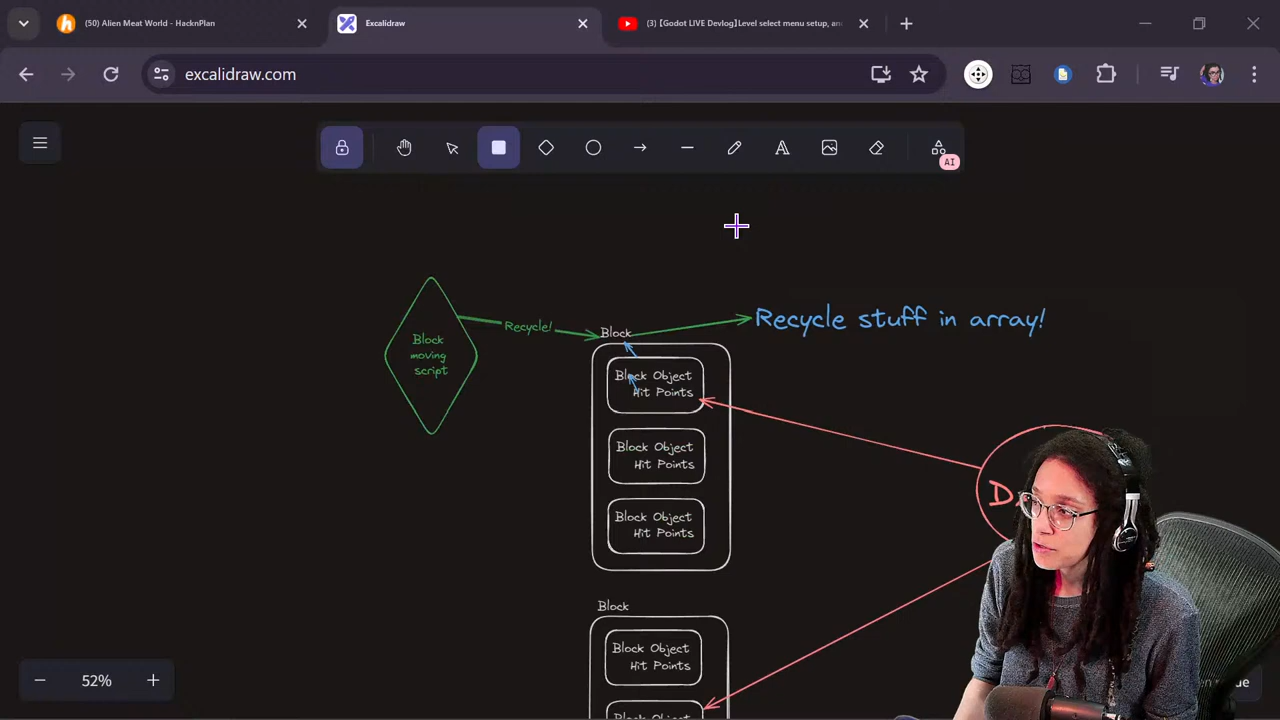 (50) Alien Meat World - HacknPlan
Excalidraw
(3) 【Godot LIVE Devlog】Level select menu setup, an
excalidraw.com
AI
Block
moving
script
Recycle!
Block
Recycle stuff in array!
Block Object
Hit Points
Block Object
Hit Points
Block Object
Hit Points
Block
Block Object
Hit Points
Block Object
52%